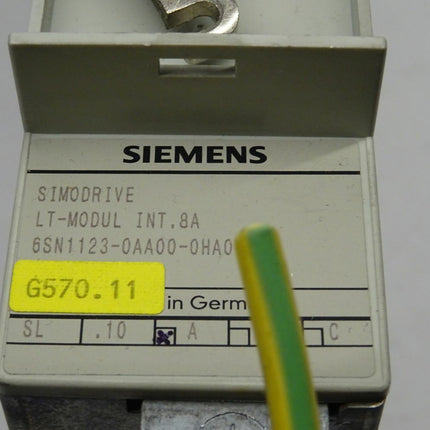 SIEMENS
SIMODRIVE
LT-MODUL INT.8A
6SN1123-0AA00-0HA0
G570.11
in Germ
SL .10 A C